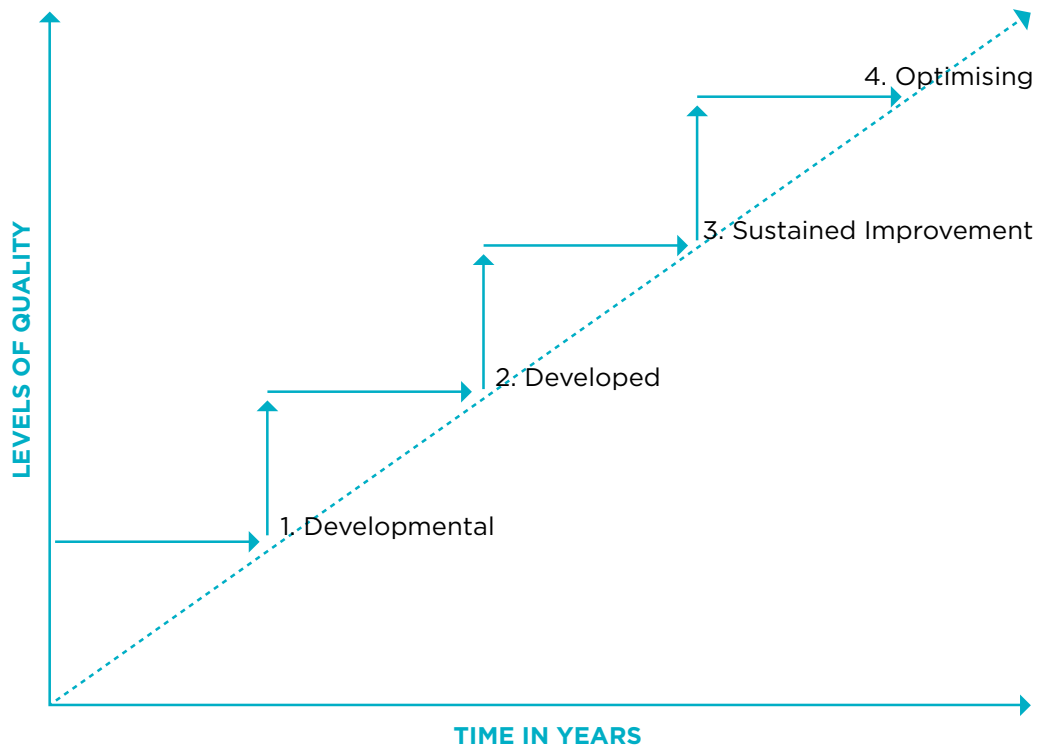 4. Optimising
3. Sustained Improvement
2. Developed
1. Developmental
LEVELS OF QUALITY
TIME IN YEARS